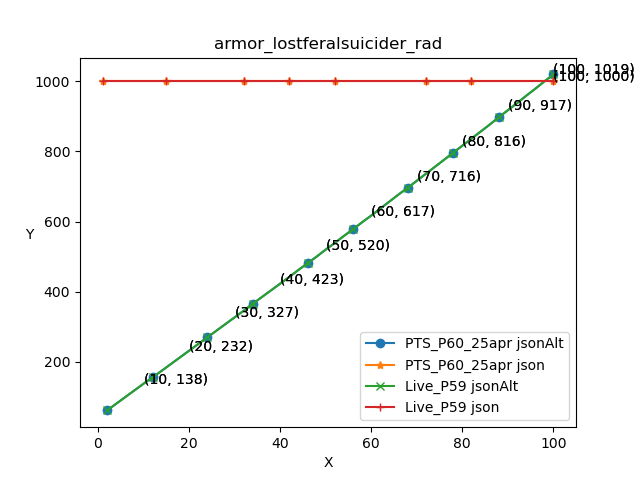 armor_lostferalsuicider_rad
Y
1000
800
600
400
200
(100, 1019)
(100, 1000)
(90, 917)
(80, 816)
(70, 716)
(60, 617)
(50, 520)
(40, 423)
(30, 327)
(20, 232)
(10, 138)
PTS_P60_25apr jsonAlt
PTS_P60_25apr json
Live_P59 jsonAlt
Live_P59 json
0 20 40 60 80 100
X